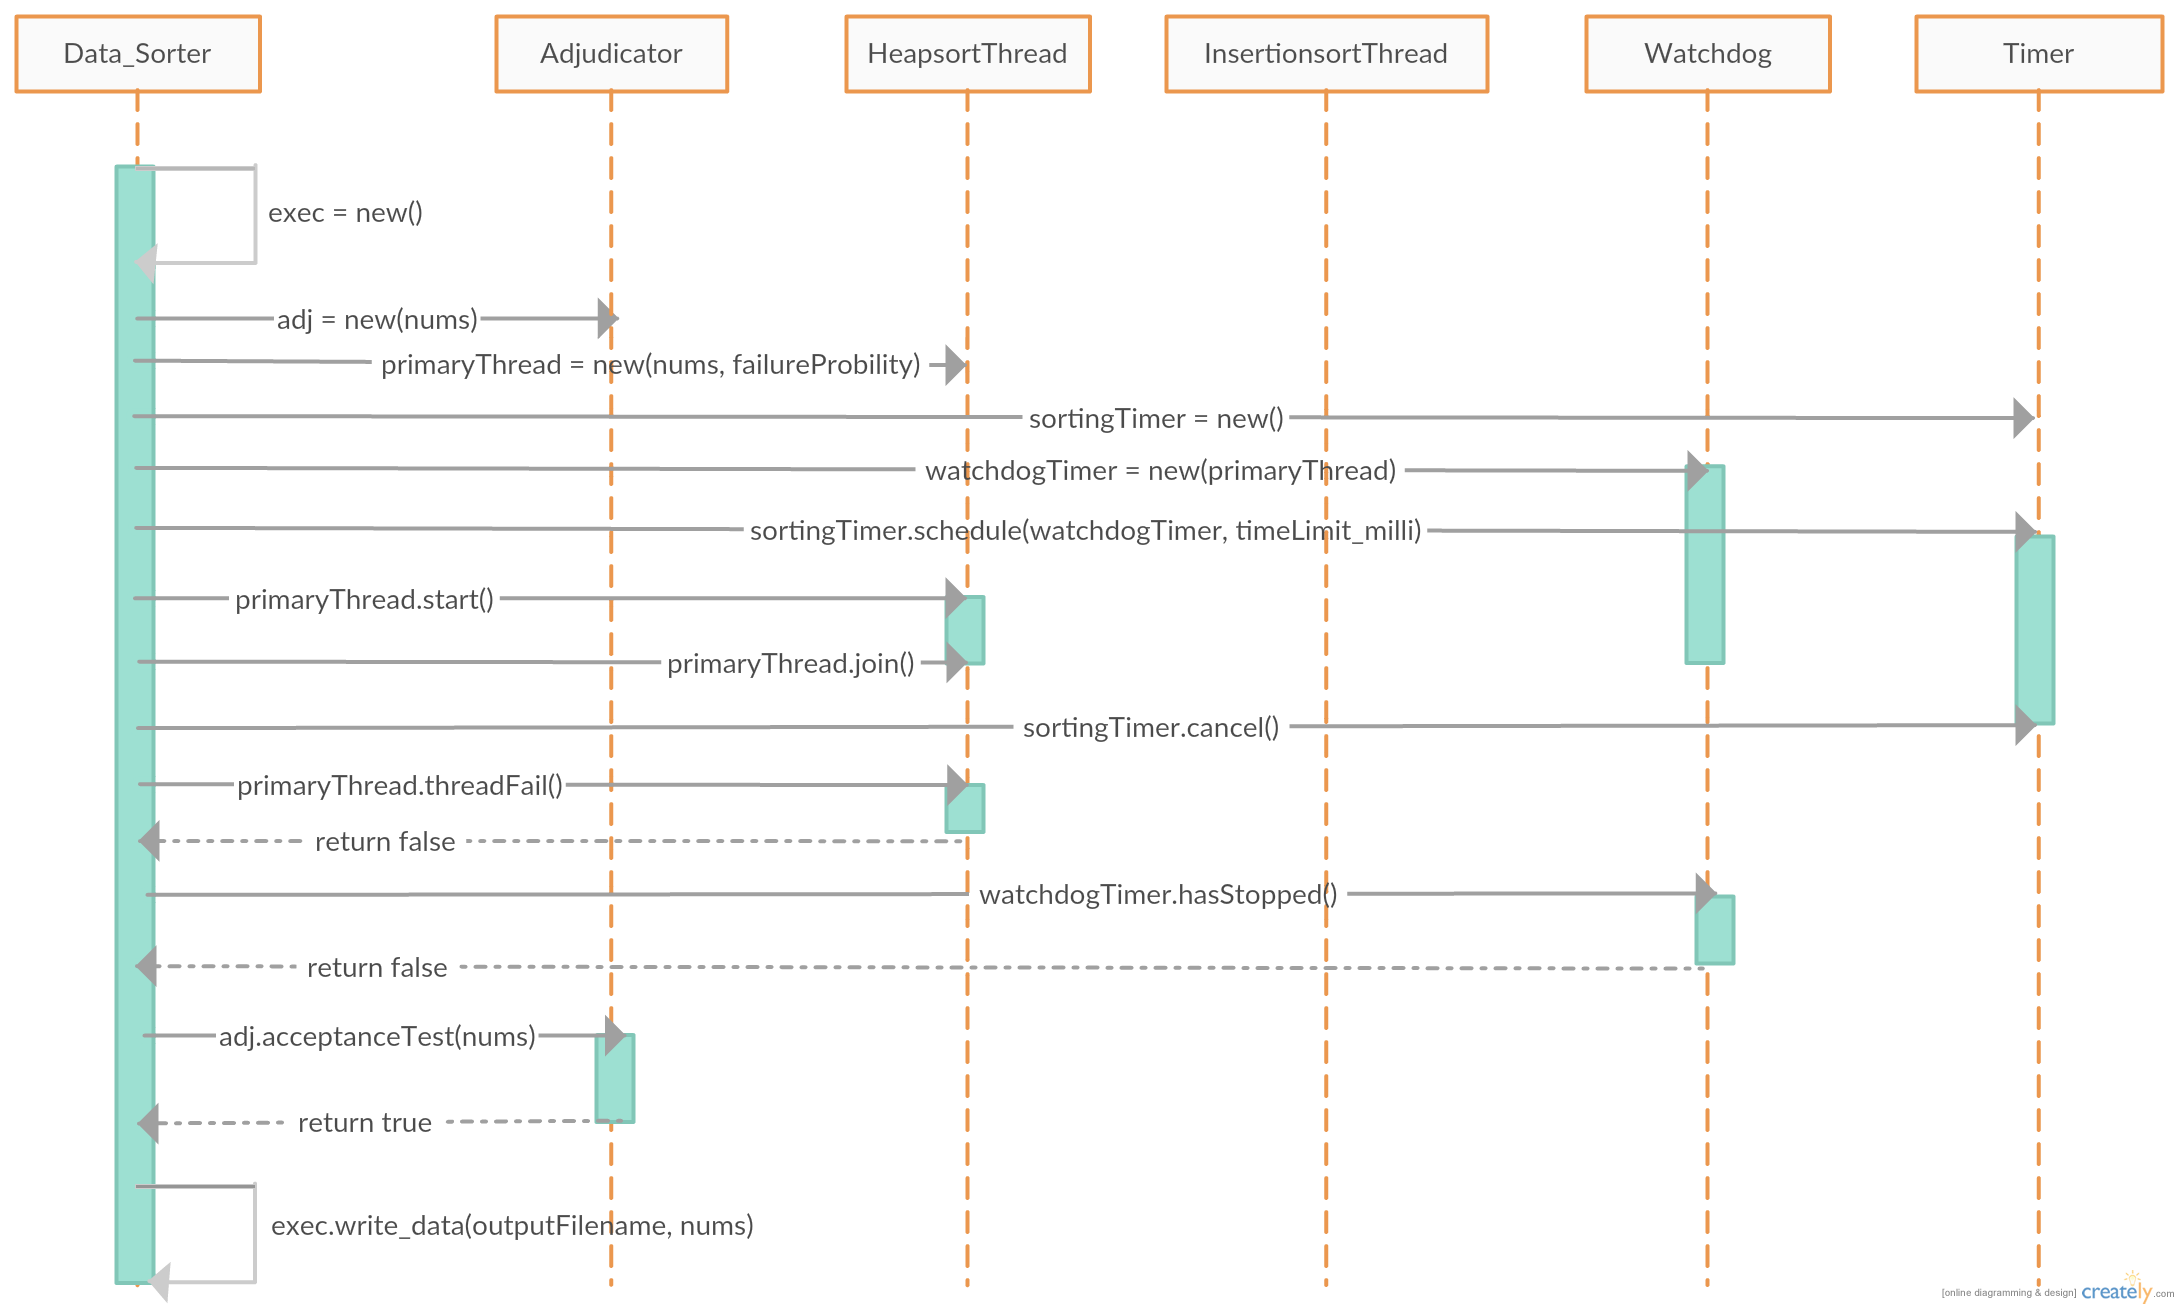 Data_Sorter
Adjudicator
HeapsortThread
InsertionsortThread
Watchdog
Timer
exec = new()
adj = new(nums)
primaryThread = new(nums, failureProbility)
sortingTimer = new()
watchdogTimer = new(primaryThread)
sortingTimer.schedule(watchdogTimer, timeLimit_milli)
primaryThread.start()
primaryThread.join()
sortingTimer.cancel()
primaryThread.threadFail()
return false
watchdogTimer.hasStopped()
return false
adj.acceptanceTest(nums)
return true
exec.write_data(outputFilename, nums)
[online diagramming & design] creately.com